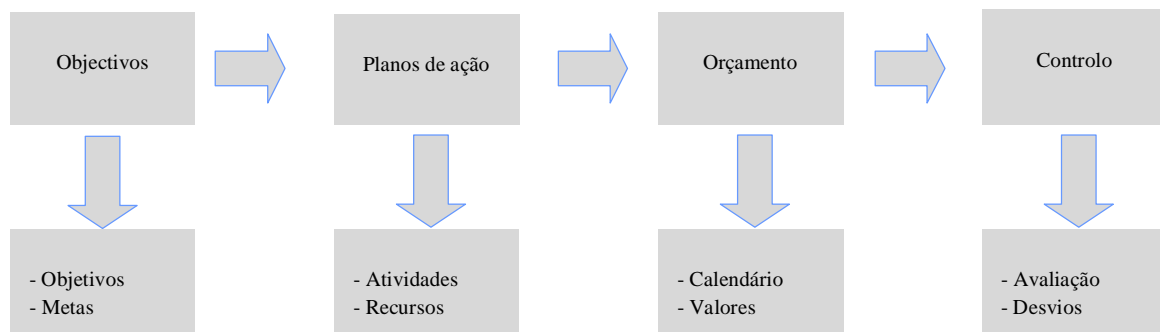 Objectivos
Planos de ação
Orçamento
Controlo
- Objetivos
- Metas
- Atividades
- Recursos
- Calendário
- Valores
- Avaliação
- Desvios